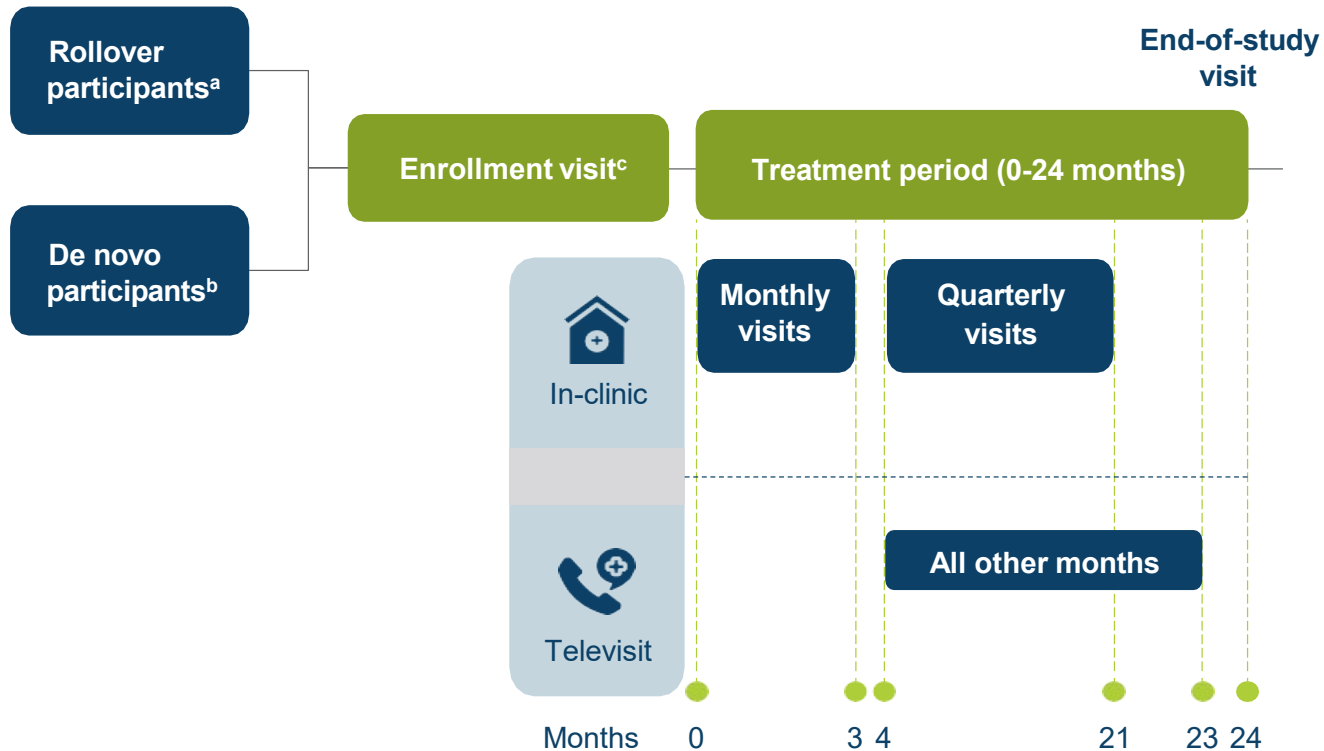 Rollover
participantsᵃ
De novo
participantsᵇ
Enrollment visitᶜ
End-of-study
visit
Treatment period (0-24 months)
In-clinic
Monthly
visits
Quarterly
visits
Televisit
All other months
Months 0 3 4 21 23 24